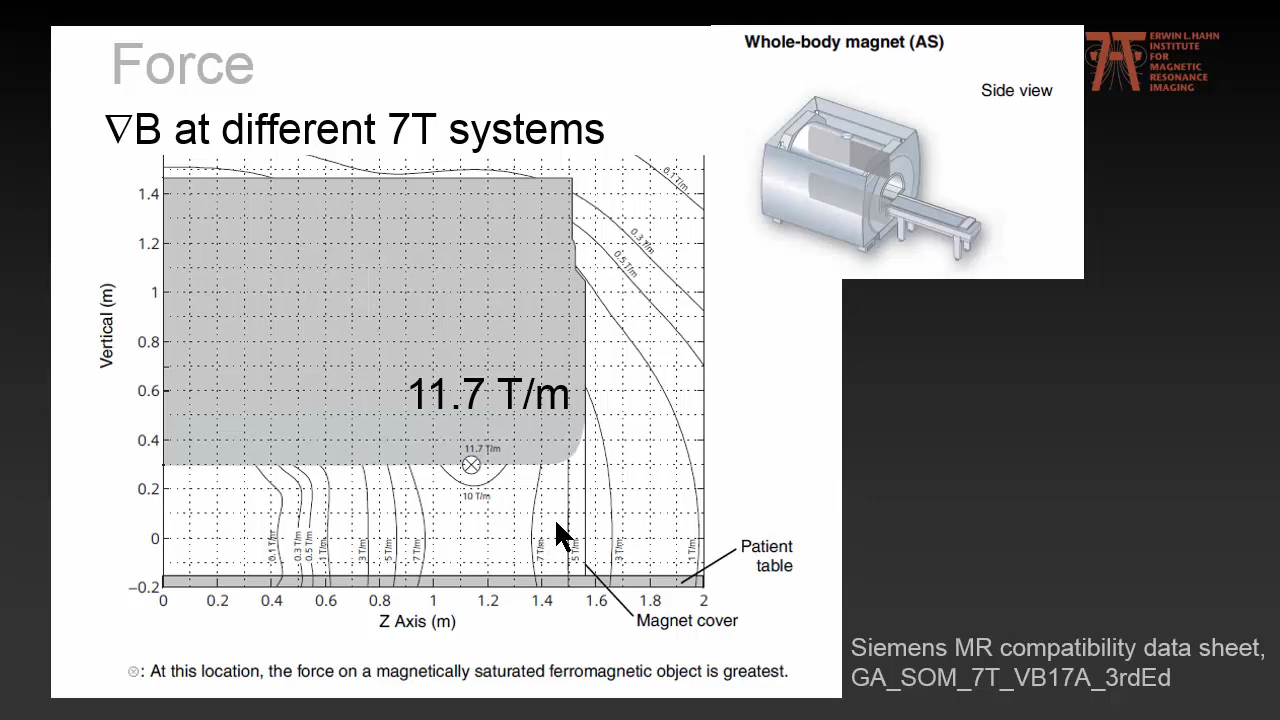 Force
∇B at different 7T systems
Whole-body magnet (AS)
Side view
ERWIN L. HAHN
INSTITUTE
FOR
MAGNETIC
RESONANCE
IMAGING
0.1 T/m
0.3 T/m
0.5 T/m
Vertical (m)
1.4
1.2
1
0.8
0.6
0.4
0.2
0
−0.2
11.7 T/m
11.7 T/m
10 T/m
0.1 T/m
0.3 T/m
0.5 T/m
1 T/m
3 T/m
5 T/m
7 T/m
7 T/m
5 T/m
3 T/m
1 T/m
0 0.2 0.4 0.6 0.8 1 1.2 1.4 1.6 1.8 2
Z Axis (m)
Patient
table
Magnet cover
⊗: At this location, the force on a magnetically saturated ferromagnetic object is greatest.
Siemens MR compatibility data sheet,
GA_SOM_7T_VB17A_3rdEd